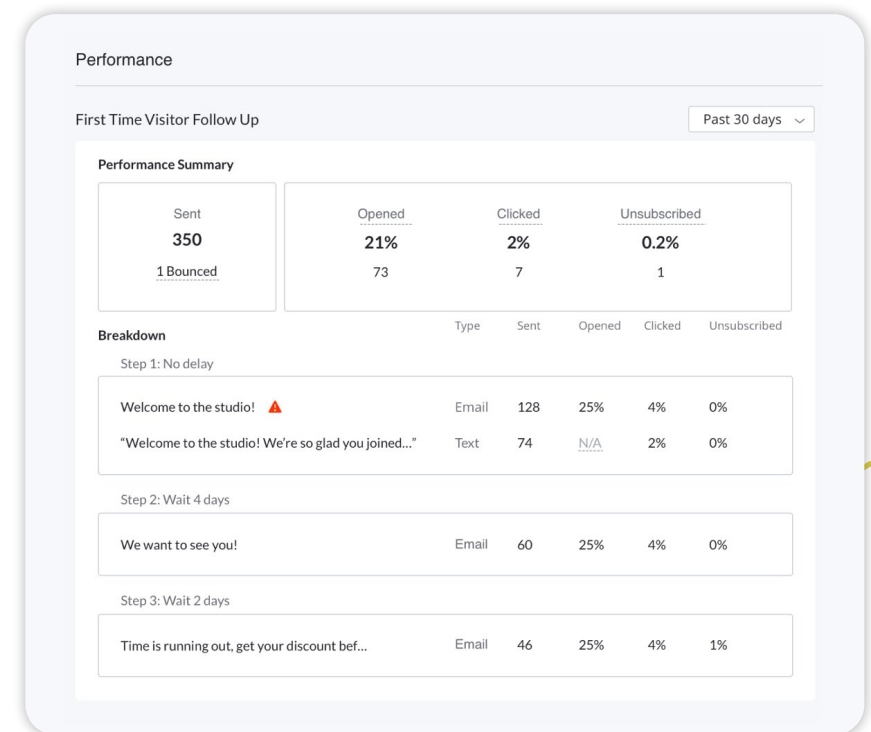 Performance
First Time Visitor Follow Up Past 30 days
Performance Summary
Sent Opened Clicked Unsubscribed
350 21% 2% 0.2%
1 Bounced 73 7 1
Breakdown Type Sent Opened Clicked Unsubscribed
Step 1: No delay
Welcome to the studio! Email 128 25% 4% 0%
“Welcome to the studio! We’re so glad you joined...” Text 74 N/A 2% 0%
Step 2: Wait 4 days
We want to see you! Email 60 25% 4% 0%
Step 3: Wait 2 days
Time is running out, get your discount bef... Email 46 25% 4% 1%